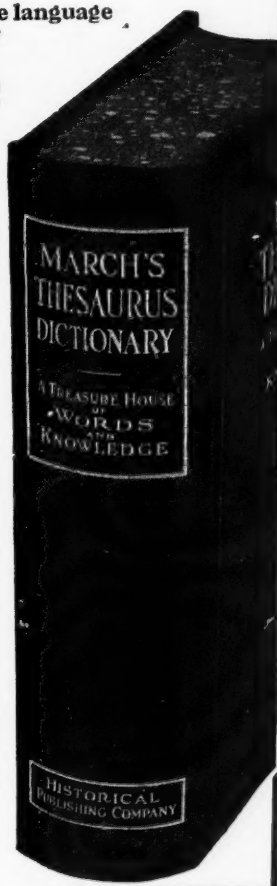 e language
MARCH'S
THESAURUS
DICTIONARY
A TREASURE HOUSE
OF
WORDS
AND
KNOWLEDGE
HISTORICAL
PUBLISHING COMPANY